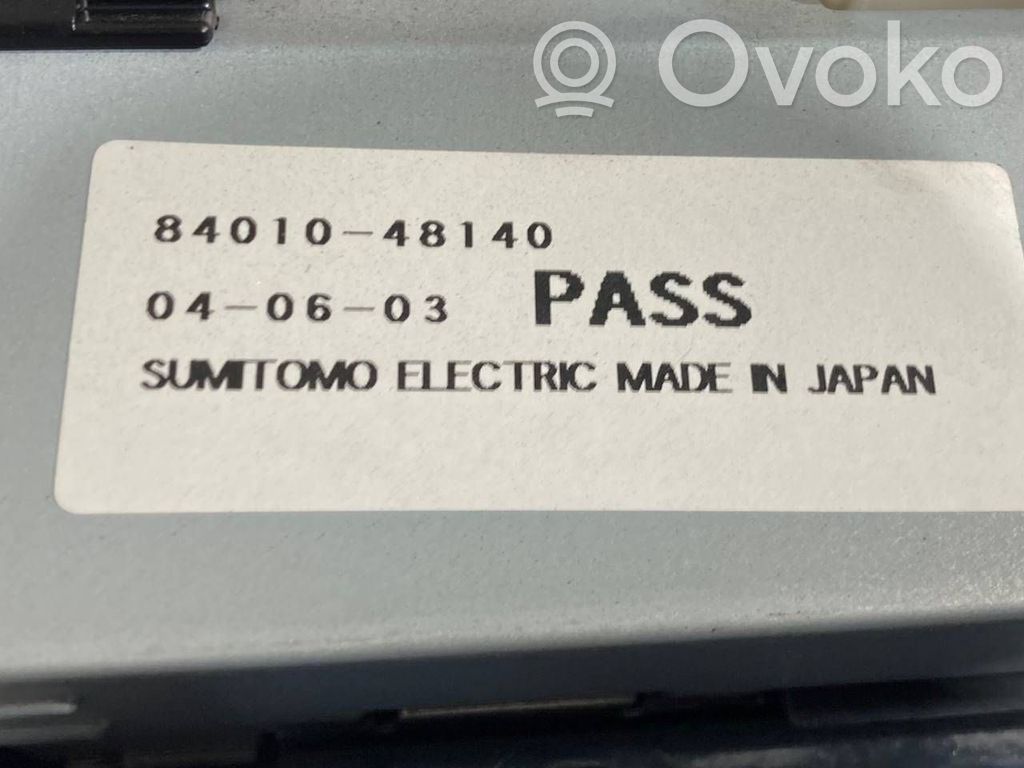 Ovoko
84010-48140
04-06-03 PASS
SUMITOMO ELECTRIC MADE IN JAPAN